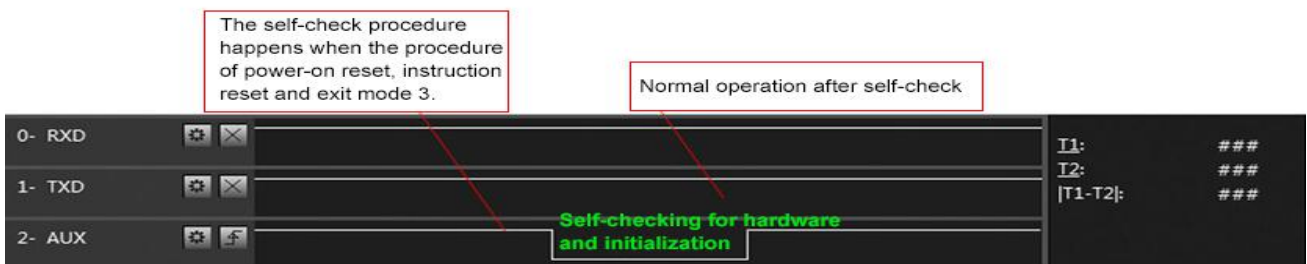 The self-check procedure
happens when the procedure
of power-on reset, instruction
reset and exit mode 3.
Normal operation after self-check
0- RXD
T1: ###
1- TXD
T2: ###
|T1-T2|: ###
2- AUX
Self-checking for hardware
and initialization